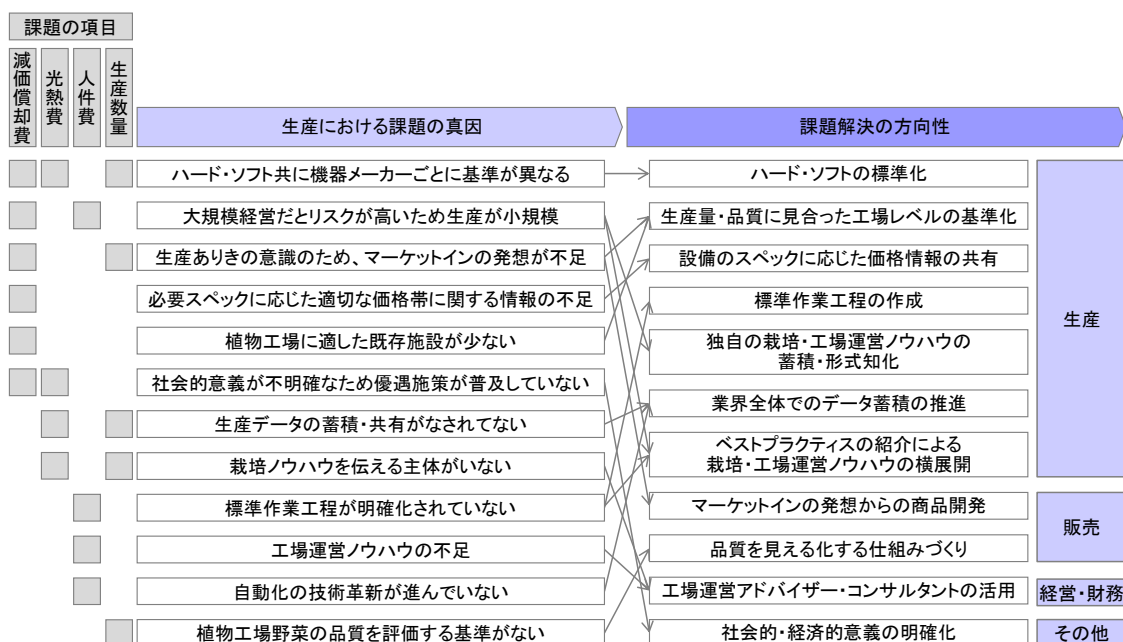 課題の項目
減価償却費
光熱費
人件費
生産数量
生産における課題の真因
課題解決の方向性
ハード・ソフト共に機器メーカーごとに基準が異なる
大規模経営だとリスクが高いため生産が小規模
生産ありきの意識のため、マーケットインの発想が不足
必要スペックに応じた適切な価格帯に関する情報の不足
植物工場に適した既存施設が少ない
社会的意義が不明確なため優遇施策が普及していない
生産データの蓄積・共有がなされてない
栽培ノウハウを伝える主体がいない
標準作業工程が明確化されていない
工場運営ノウハウの不足
自動化の技術革新が進んでいない
植物工場野菜の品質を評価する基準がない
ハード・ソフトの標準化
生産量・品質に見合った工場レベルの基準化
設備のスペックに応じた価格情報の共有
標準作業工程の作成
独自の栽培・工場運営ノウハウの
蓄積・形式知化
業界全体でのデータ蓄積の推進
ベストプラクティスの紹介による
栽培・工場運営ノウハウの横展開
マーケットインの発想からの商品開発
品質を見える化する仕組みづくり
工場運営アドバイザー・コンサルタントの活用
社会的・経済的意義の明確化
生産
販売
経営・財務
その他